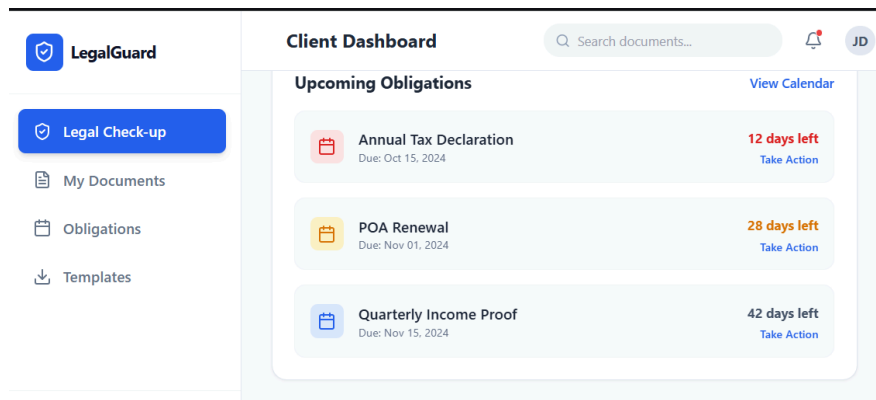 LegalGuard
Legal Check-up
My Documents
Obligations
Templates
Client Dashboard
Search documents...
JD
Upcoming Obligations
View Calendar
Annual Tax Declaration
Due: Oct 15, 2024
12 days left
Take Action
POA Renewal
Due: Nov 01, 2024
28 days left
Take Action
Quarterly Income Proof
Due: Nov 15, 2024
42 days left
Take Action